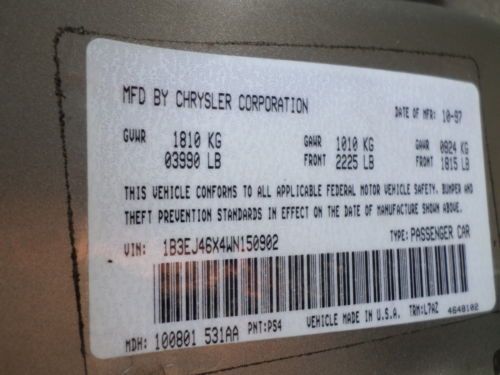 MFD BY CHRYSLER CORPORATION DATE OF MFR: 10-97
GVWR 1810 KG GAWR 1010 KG GAWR 0824 KG
03990 LB FRONT 2225 LB FRONT 1815 LB
THIS VEHICLE CONFORMS TO ALL APPLICABLE FEDERAL MOTOR VEHICLE SAFETY, BUMPER AND
THEFT PREVENTION STANDARDS IN EFFECT ON THE DATE OF MANUFACTURE SHOWN ABOVE.
VIN: 1B3EJ46X4WN150902 TYPE: PASSENGER CAR
MDH: 100801 531AA PNT:PS4 VEHICLE MADE IN U.S.A. TRM:L7AZ 4648102